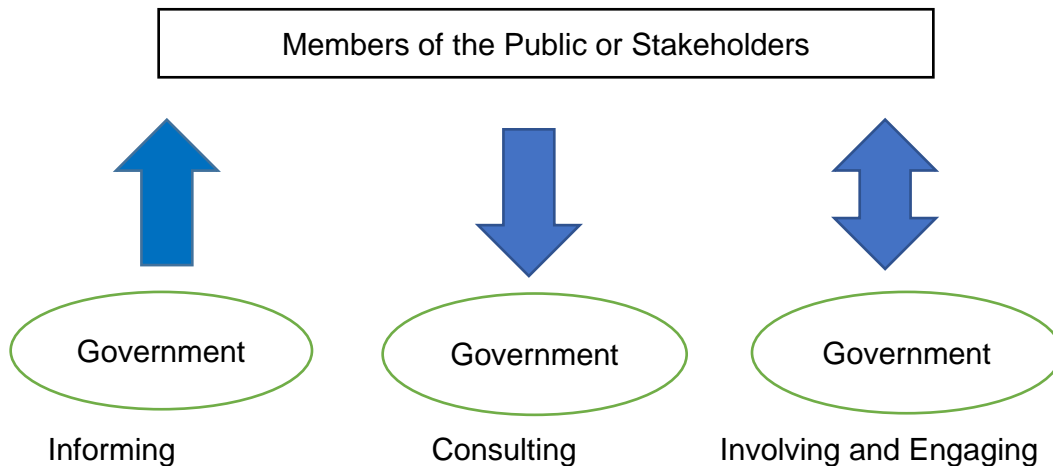 Members of the Public or Stakeholders
Government
Government
Government
Informing
Consulting
Involving and Engaging